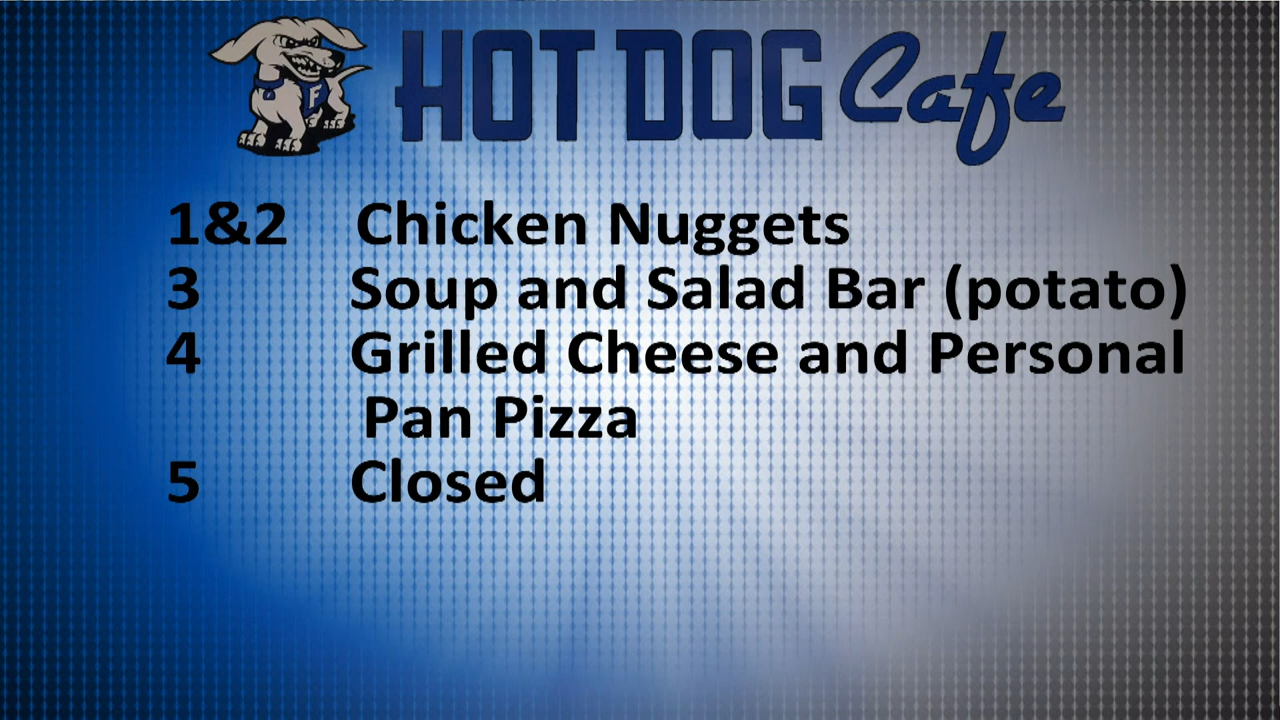 HOT DOG Cafe
F
1&2 Chicken Nuggets
3 Soup and Salad Bar (potato)
4 Grilled Cheese and Personal
Pan Pizza
5 Closed